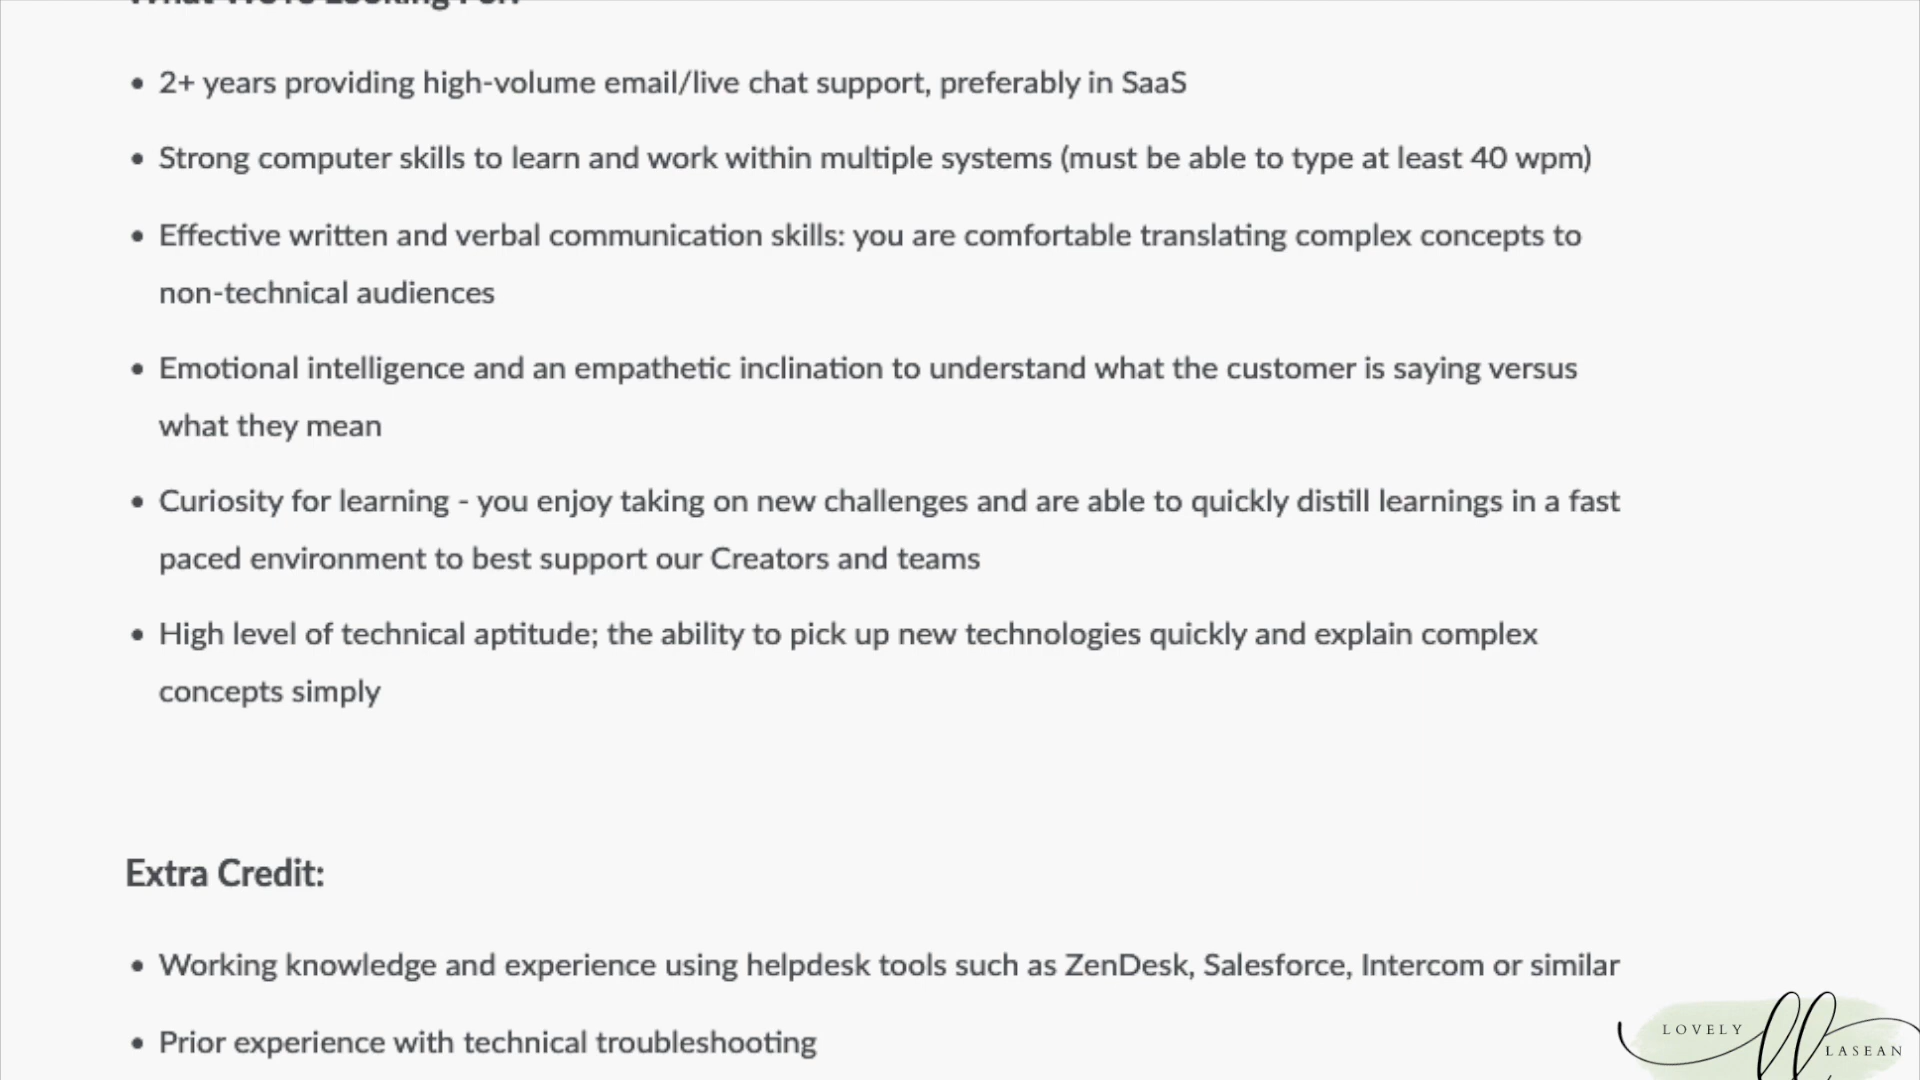 What We're Looking For:
• 2+ years providing high-volume email/live chat support, preferably in SaaS
• Strong computer skills to learn and work within multiple systems (must be able to type at least 40 wpm)
• Effective written and verbal communication skills: you are comfortable translating complex concepts to
non-technical audiences
• Emotional intelligence and an empathetic inclination to understand what the customer is saying versus
what they mean
• Curiosity for learning - you enjoy taking on new challenges and are able to quickly distill learnings in a fast
paced environment to best support our Creators and teams
• High level of technical aptitude; the ability to pick up new technologies quickly and explain complex
concepts simply
Extra Credit:
• Working knowledge and experience using helpdesk tools such as ZenDesk, Salesforce, Intercom or similar
• Prior experience with technical troubleshooting
LOVELY ll LASEAN